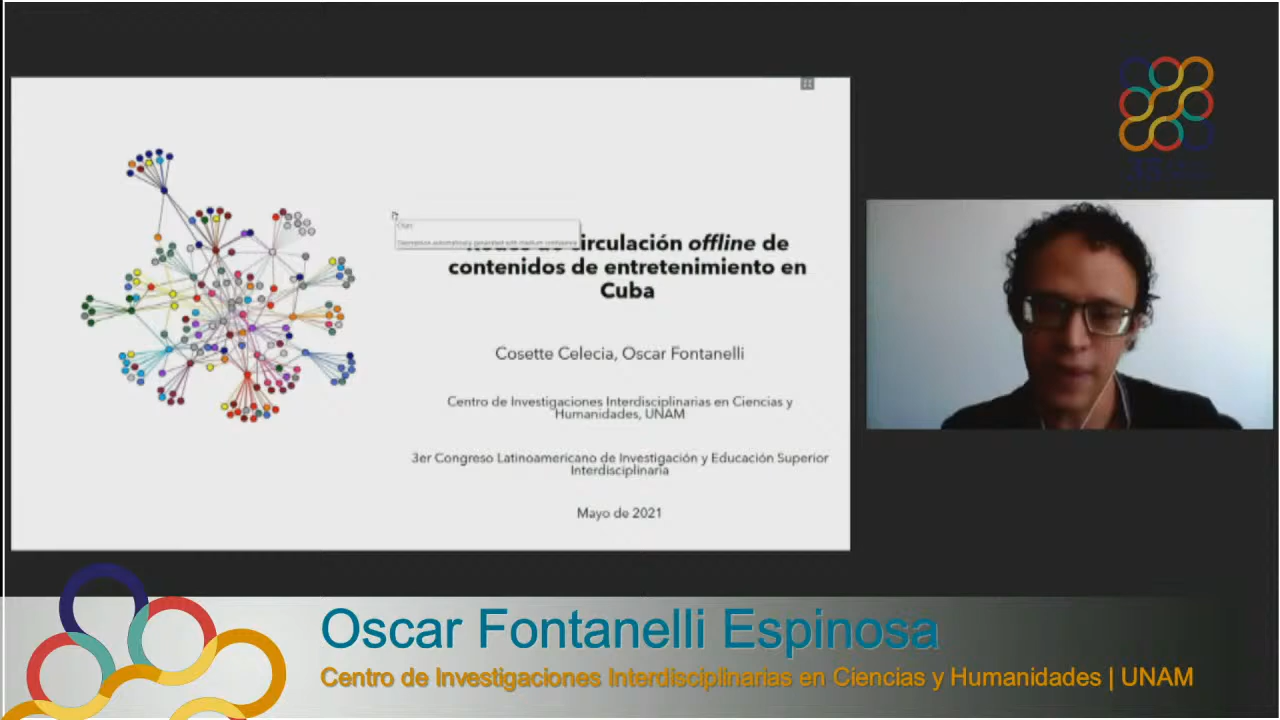 circulación offline de
contenidos de entretenimiento en
Cuba
Cosette Celecia, Oscar Fontanelli
Centro de Investigaciones Interdisciplinarias en Ciencias y
Humanidades, UNAM
3er Congreso Latinoamericano de Investigación y Educación Superior
Interdisciplinaria
Mayo de 2021
Oscar Fontanelli Espinosa
Centro de Investigaciones Interdisciplinarias en Ciencias y Humanidades | UNAM